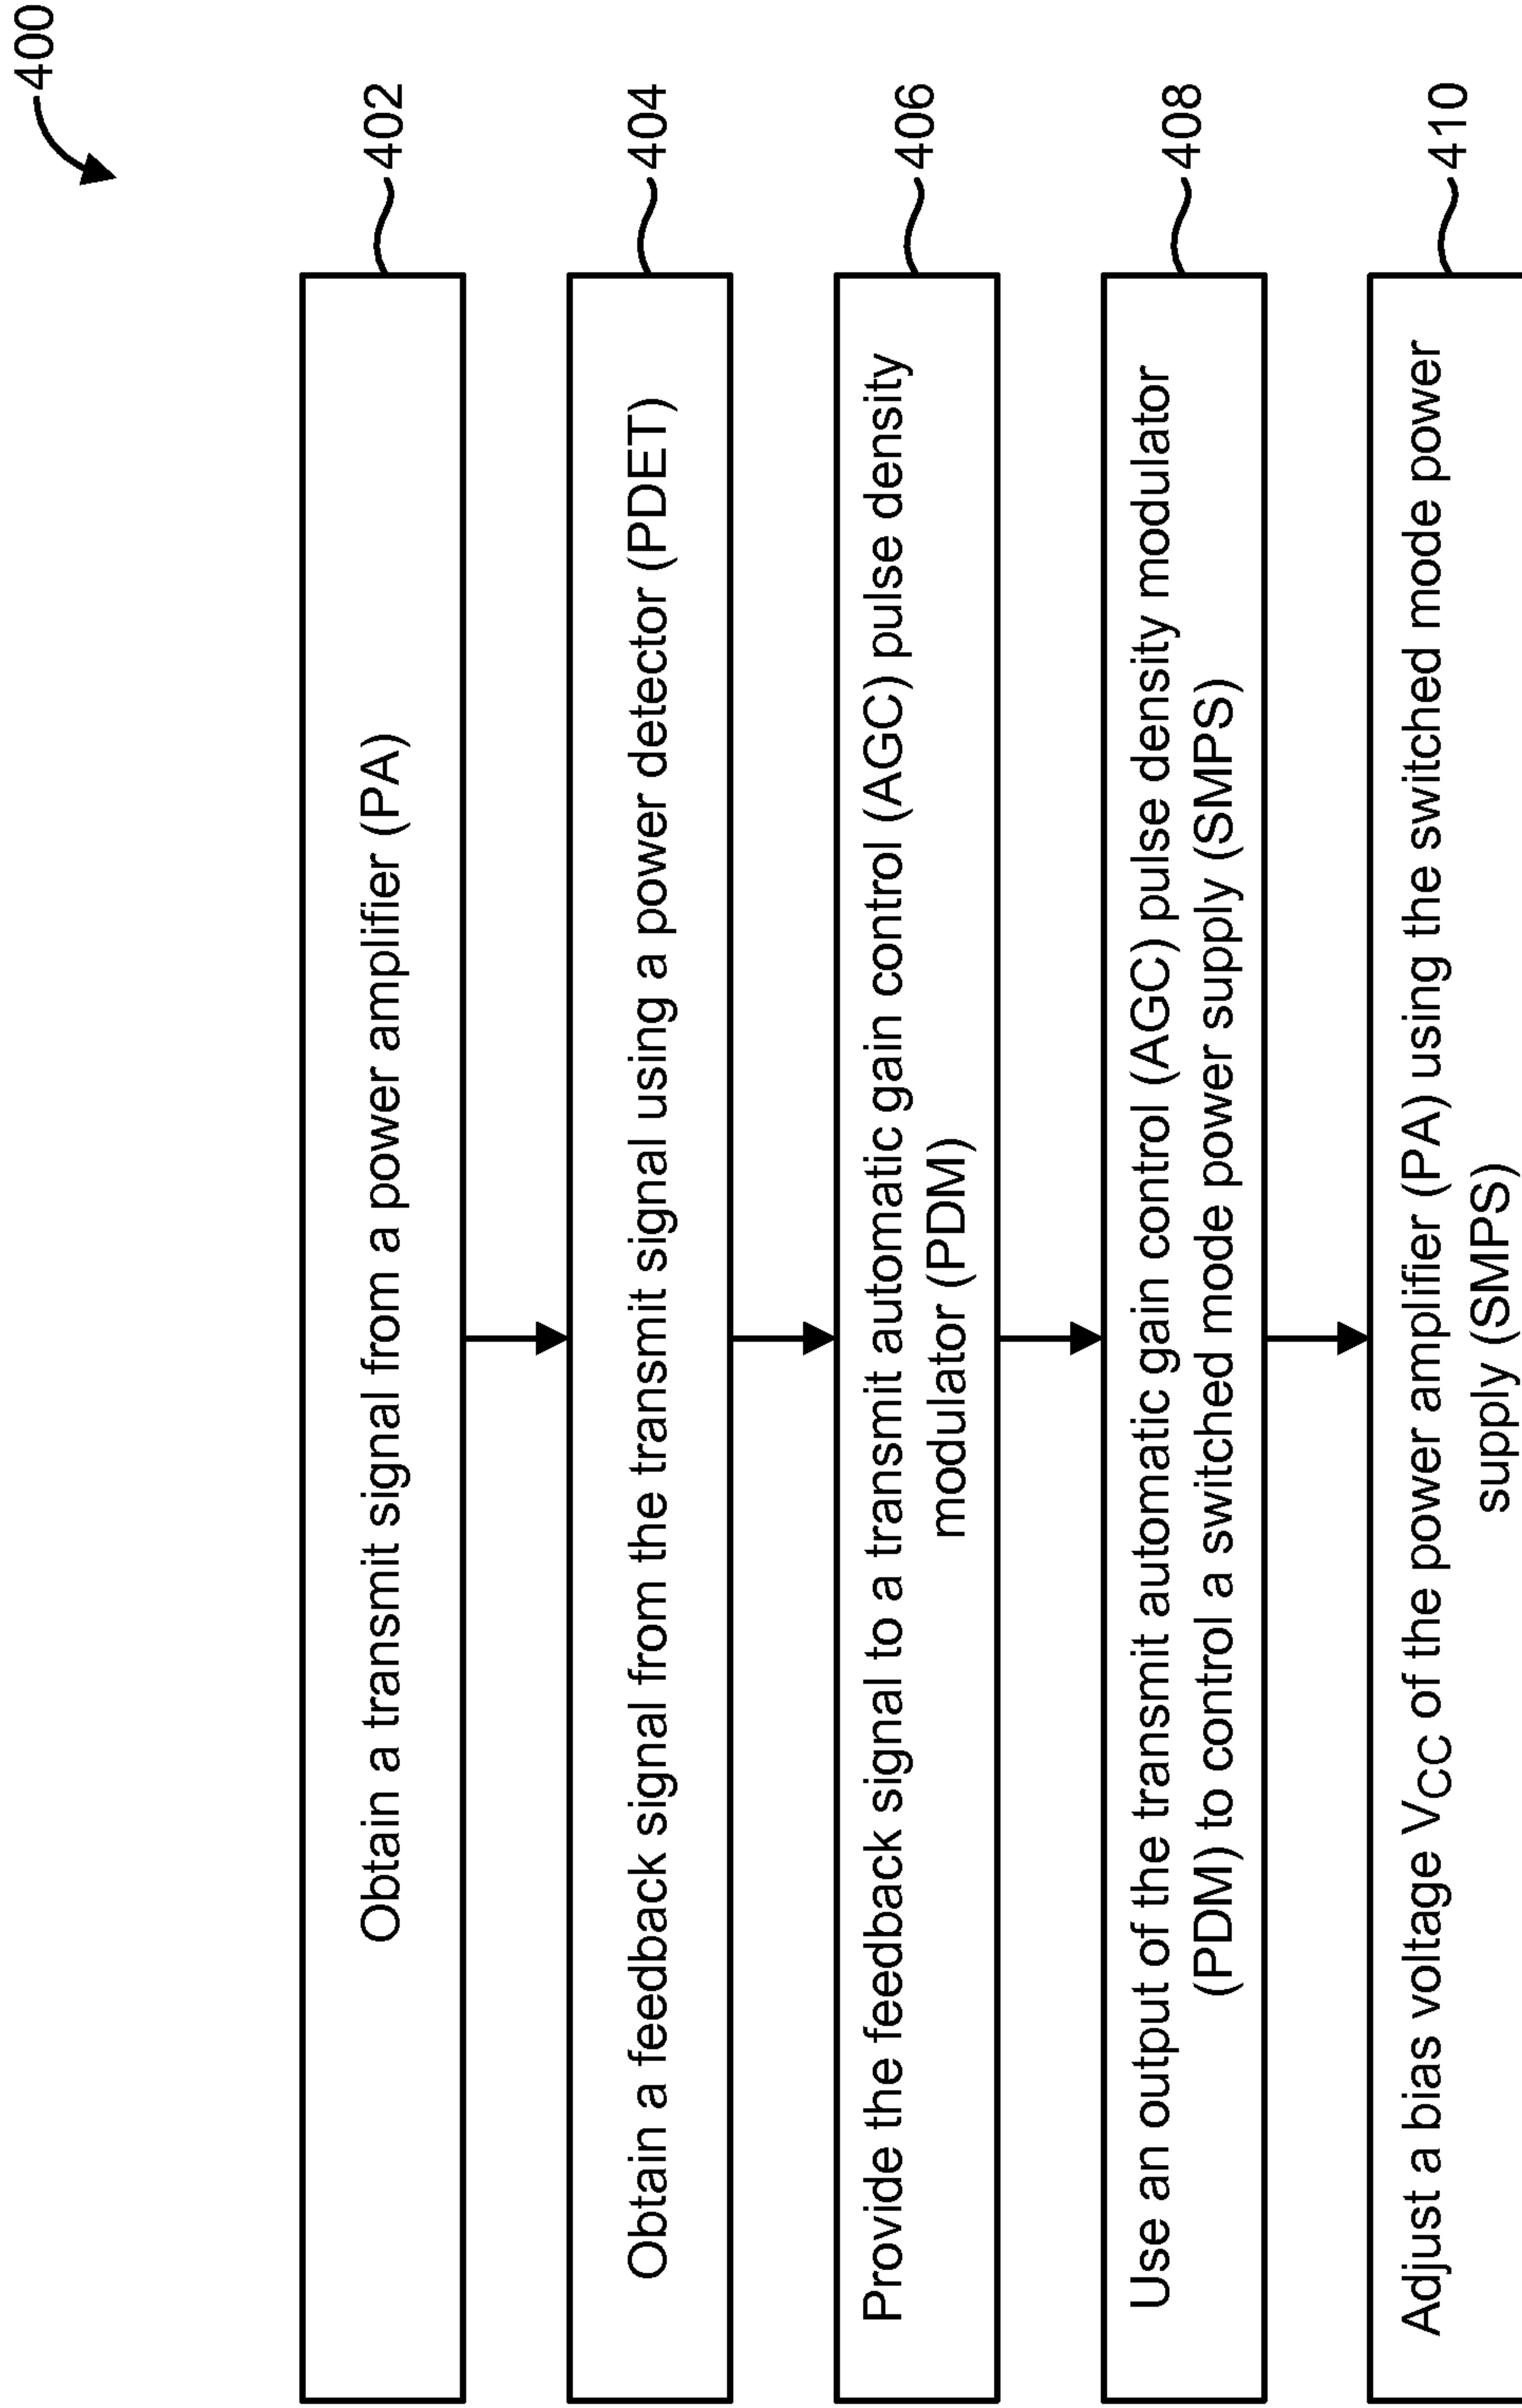 400
Obtain a transmit signal from a power amplifier (PA)
402
Obtain a feedback signal from the transmit signal using a power detector (PDET)
404
Provide the feedback signal to a transmit automatic gain control (AGC) pulse density
modulator (PDM)
406
Use an output of the transmit automatic gain control (AGC) pulse density modulator
(PDM) to control a switched mode power supply (SMPS)
408
Adjust a bias voltage VCC of the power amplifier (PA) using the switched mode power
supply (SMPS)
410